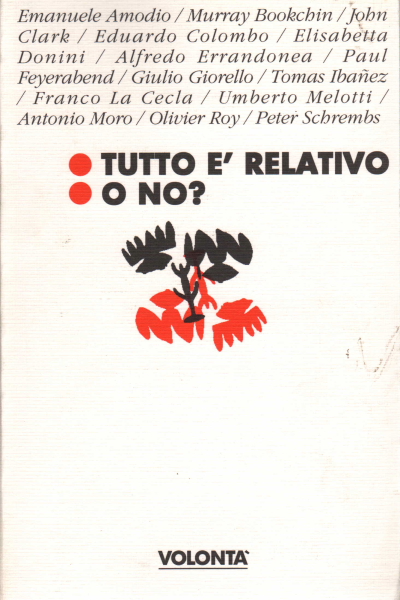 Emanuele Amodio / Murray Bookchin / John
Clark / Eduardo Colombo / Elisabetta
Donini / Alfredo Errandonea / Paul
Feyerabend / Giulio Giorello / Tomas Ibañez
/ Franco La Cecla / Umberto Melotti /
Antonio Moro / Olivier Roy / Peter Schrembs
TUTTO E' RELATIVO
O NO?
VOLONTA`